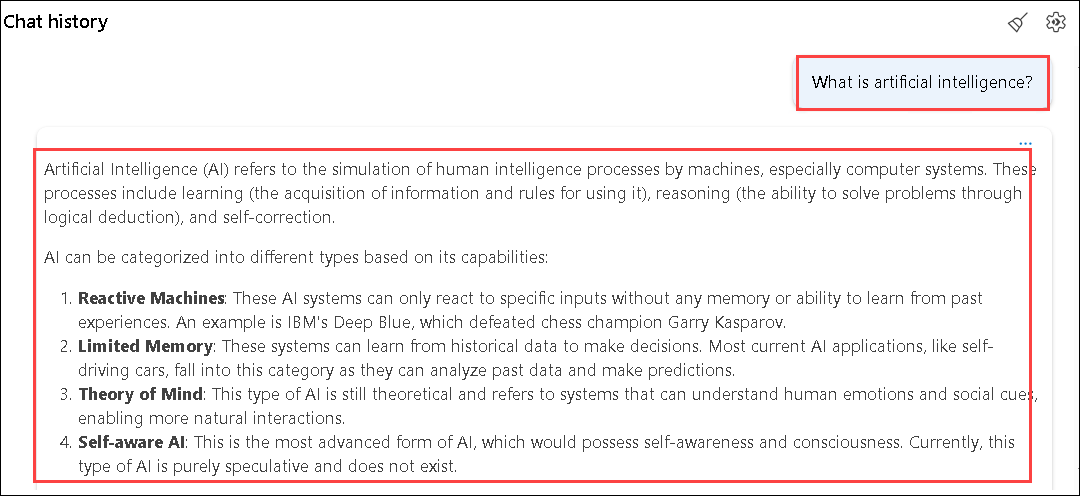 Chat history
What is artificial intelligence?
Artificial Intelligence (AI) refers to the simulation of human intelligence processes by machines, especially computer systems. These
processes include learning (the acquisition of information and rules for using it), reasoning (the ability to solve problems through
logical deduction), and self-correction.
AI can be categorized into different types based on its capabilities:
1. Reactive Machines: These AI systems can only react to specific inputs without any memory or ability to learn from past
experiences. An example is IBM's Deep Blue, which defeated chess champion Garry Kasparov.
2. Limited Memory: These systems can learn from historical data to make decisions. Most current AI applications, like self-
driving cars, fall into this category as they can analyze past data and make predictions.
3. Theory of Mind: This type of AI is still theoretical and refers to systems that can understand human emotions and social cues,
enabling more natural interactions.
4. Self-aware AI: This is the most advanced form of AI, which would possess self-awareness and consciousness. Currently, this
type of AI is purely speculative and does not exist.